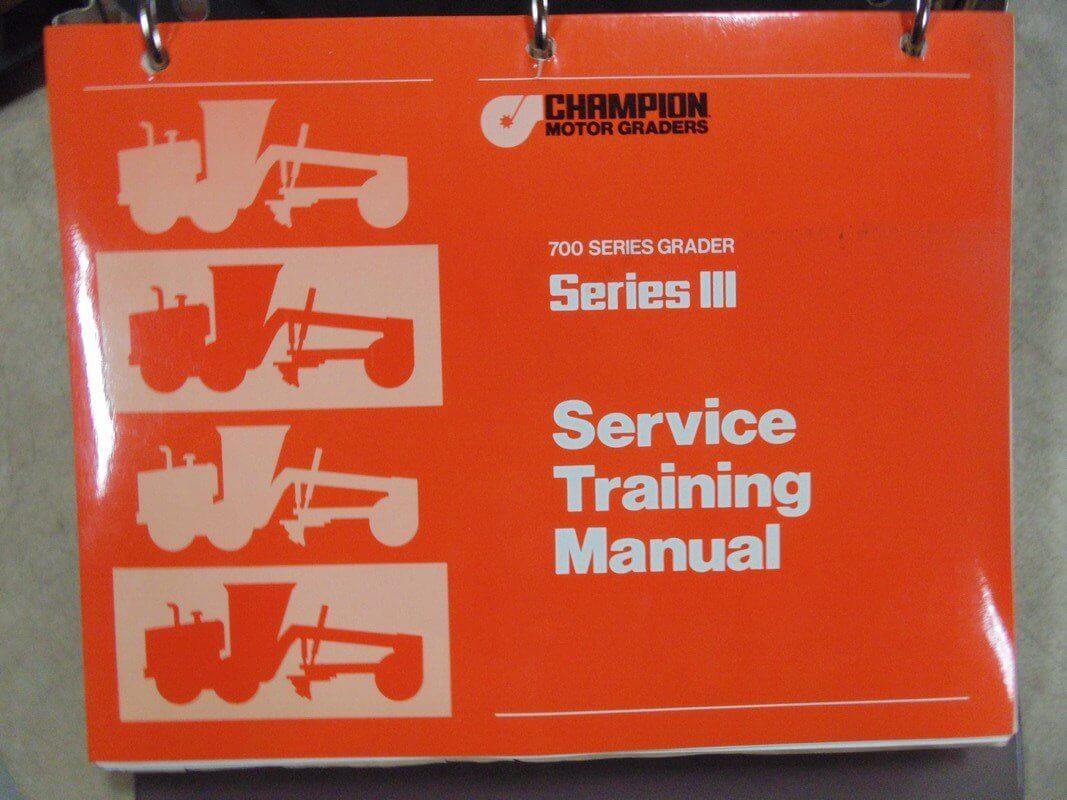 CHAMPION
MOTOR GRADERS
700 SERIES GRADER
Series III
Service
Training
Manual